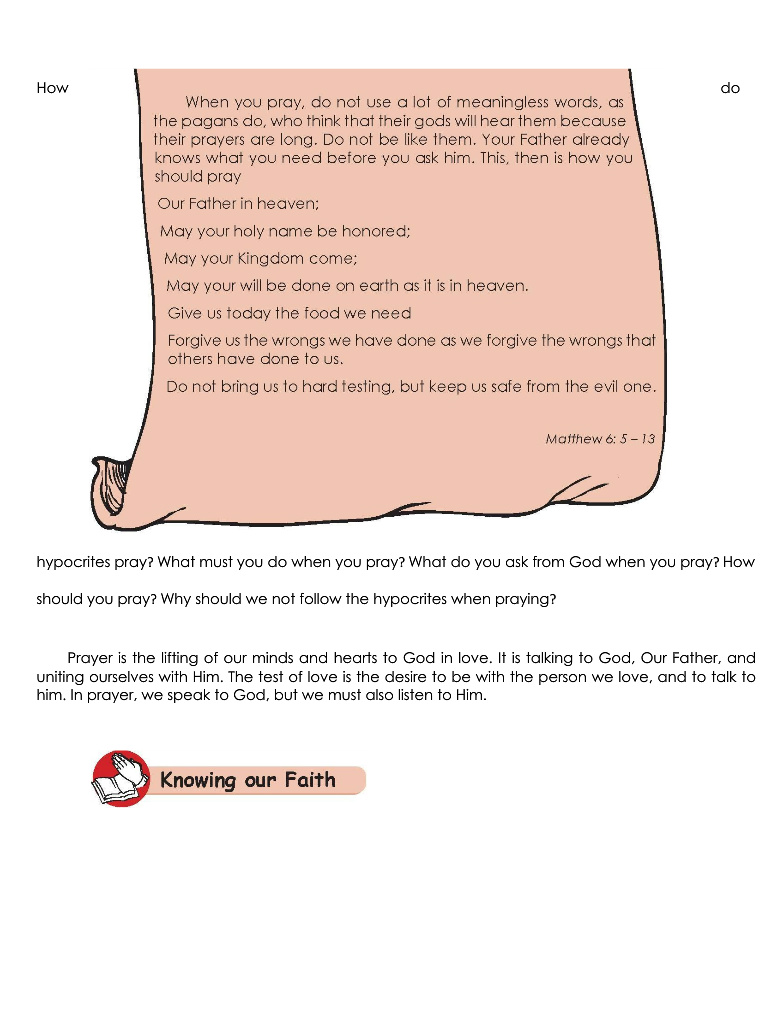 How do
When you pray, do not use a lot of meaningless words, as
the pagans do, who think that their gods will hear them because
their prayers are long. Do not be like them. Your Father already
knows what you need before you ask him. This, then is how you
should pray
Our Father in heaven;
May your holy name be honored;
May your Kingdom come;
May your will be done on earth as it is in heaven.
Give us today the food we need
Forgive us the wrongs we have done as we forgive the wrongs that
others have done to us.
Do not bring us to hard testing, but keep us safe from the evil one.
Matthew 6: 5 – 13
hypocrites pray? What must you do when you pray? What do you ask from God when you pray? How
should you pray? Why should we not follow the hypocrites when praying?
Prayer is the lifting of our minds and hearts to God in love. It is talking to God, Our Father, and
uniting ourselves with Him. The test of love is the desire to be with the person we love, and to talk to
him. In prayer, we speak to God, but we must also listen to Him.
Knowing our Faith